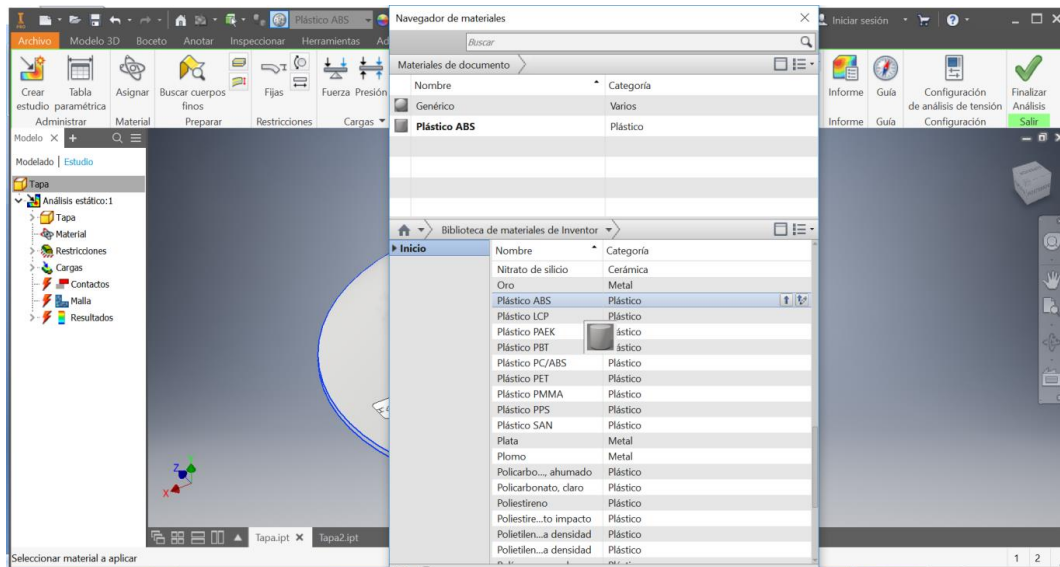 Plástico ABS
Iniciar sesión
Archivo Modelo 3D Boceto Anotar Inspeccionar Herramientas
Crear estudio
Tabla paramétrica
Asignar
Buscar cuerpos finos
Fijas
Fuerza
Presión
Informe
Guía
Configuración de análisis de tensión
Finalizar Análisis
Administrar
Material
Preparar
Restricciones
Cargas
Informe
Guía
Configuración
Salir
Modelo
Modelado | Estudio
Tapa
Análisis estático:1
Tapa
Material
Restricciones
Cargas
Contactos
Malla
Resultados
Navegador de materiales
Buscar
Materiales de documento
Nombre Categoría
Genérico Varios
Plástico ABS Plástico
Biblioteca de materiales de Inventor
Inicio
Nombre Categoría
Nitrato de silicio Cerámica
Oro Metal
Plástico ABS Plástico
Plástico LCP Plástico
Plástico PAEK ástico
Plástico PBT ástico
Plástico PC/ABS Plástico
Plástico PET Plástico
Plástico PMMA Plástico
Plástico PPS Plástico
Plástico SAN Plástico
Plata Metal
Plomo Metal
Policarbo..., ahumado Plástico
Policarbonato, claro Plástico
Poliestireno Plástico
Poliestire...to impacto Plástico
Polietilen...a densidad Plástico
Polietilen...a densidad Plástico
Z
X
Tapa.ipt Tapa2.ipt
Seleccionar material a aplicar
1 2